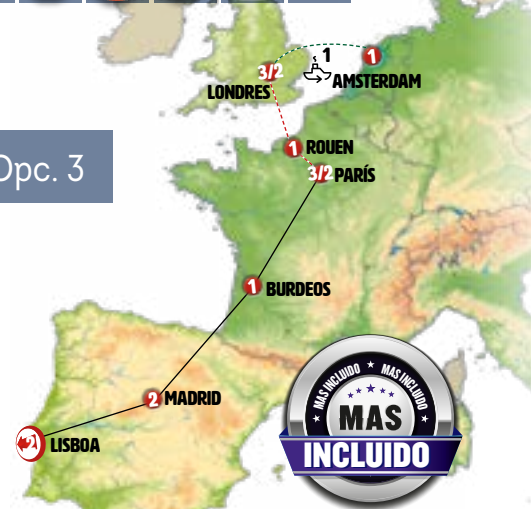 1
1
3/2
AMSTERDAM
LONDRES
1 ROUEN
Opc. 3
3/2 PARÍS
1 BURDEOS
MAS INCLUIDO ★ MAS INCLUIDO
MAS
INCLUIDO
2 MADRID
2 LISBOA